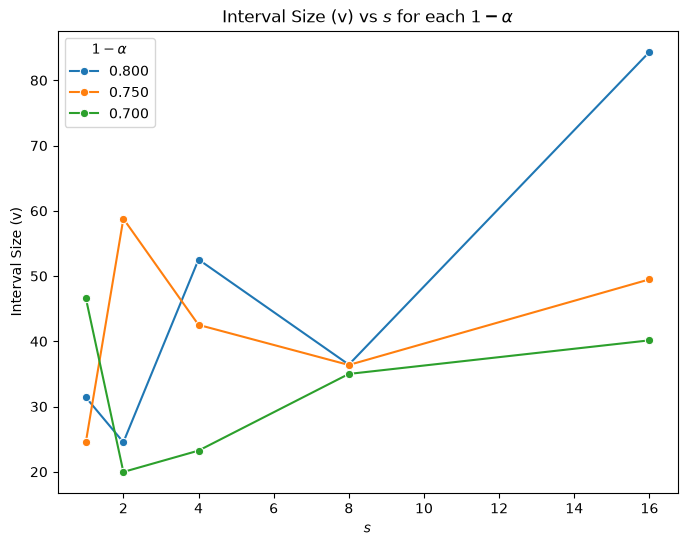 Interval Size (v) vs s for each 1 − α
1 − α
0.800
0.750
0.700
80
70
60
50
40
30
20
Interval Size (v)
2 4 6 8 10 12 14 16
s